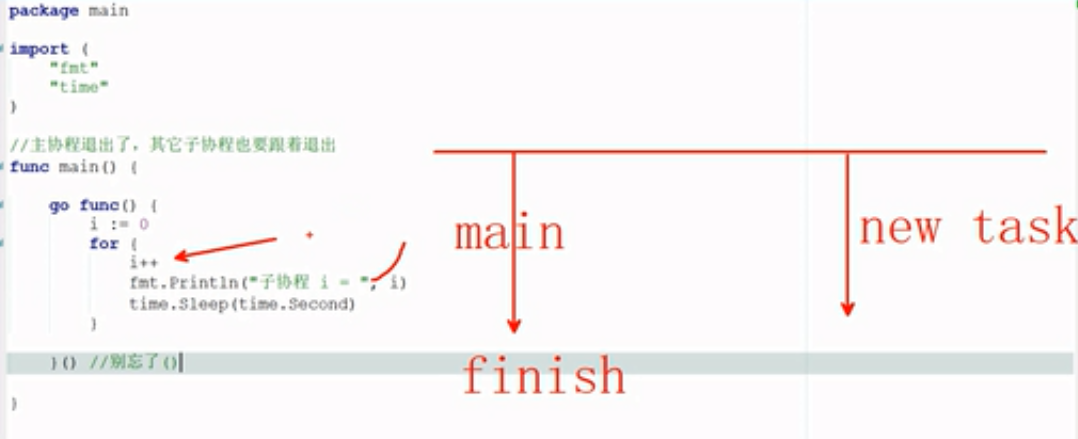 package main
import (
"fmt"
"time"
)
//主协程退出了，其它子协程也要跟着退出
func main() {
go func() {
i := 0
for {
i++
fmt.Println("子协程 i = ", i)
time.Sleep(time.Second)
}
}() //别忘了()
}
main
new task
finish